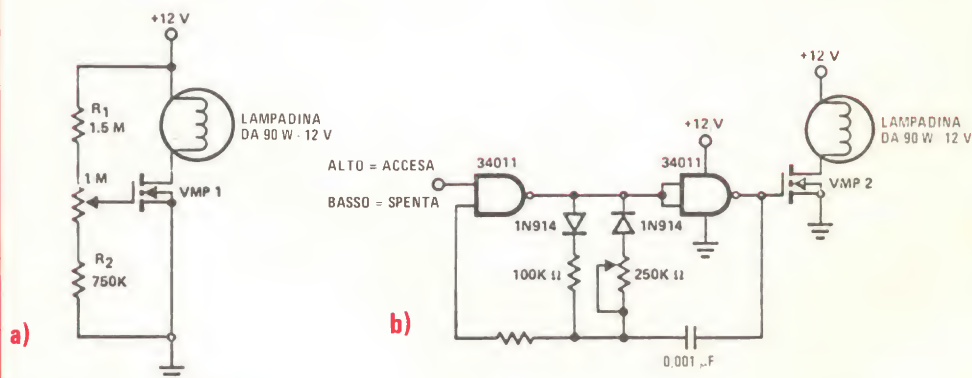 +12 V
R1
1.5 M
LAMPADINA
DA 90 W - 12 V
1 M
VMP 1
R2
750K
a)
+12 V
LAMPADINA
DA 90 W 12 V
+12 V
34011
34011
ALTO = ACCESA
BASSO = SPENTA
VMP 2
1N914
1N914
100K Ω
250K Ω
b)
0,001 µF